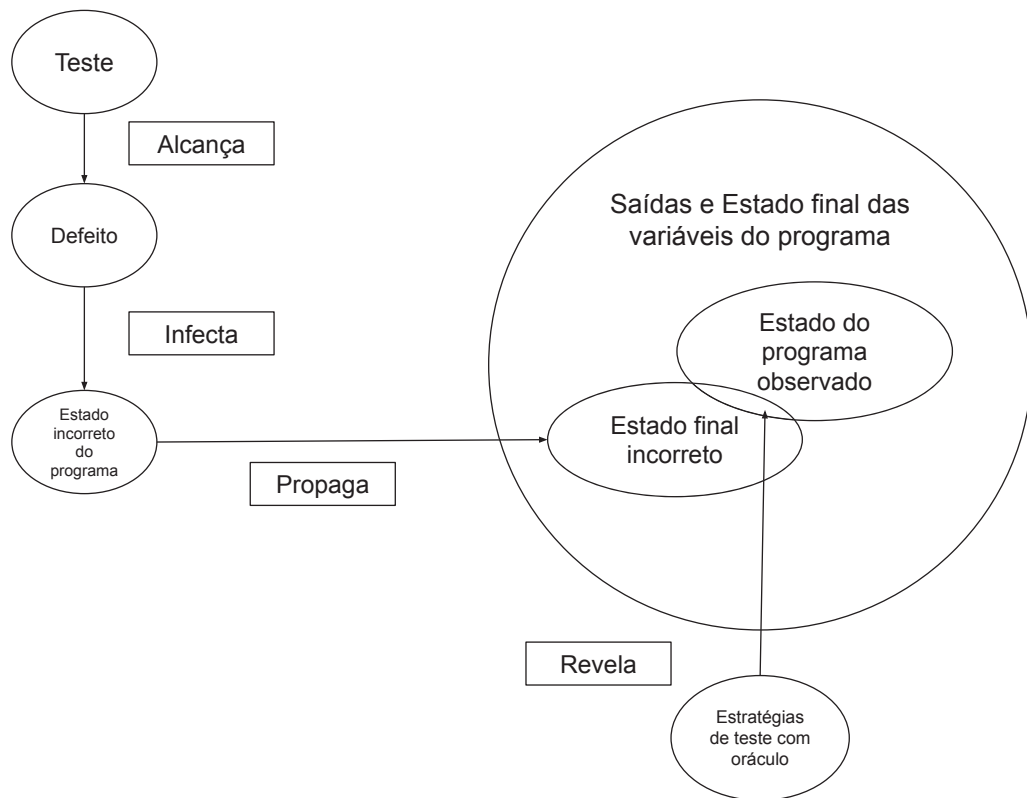 Teste
Alcança
Defeito
Infecta
Estado
incorreto
do
programa
Propaga
Saídas e Estado final das
variáveis do programa
Estado do
programa
observado
Estado final
incorreto
Revela
Estratégias
de teste com
oráculo